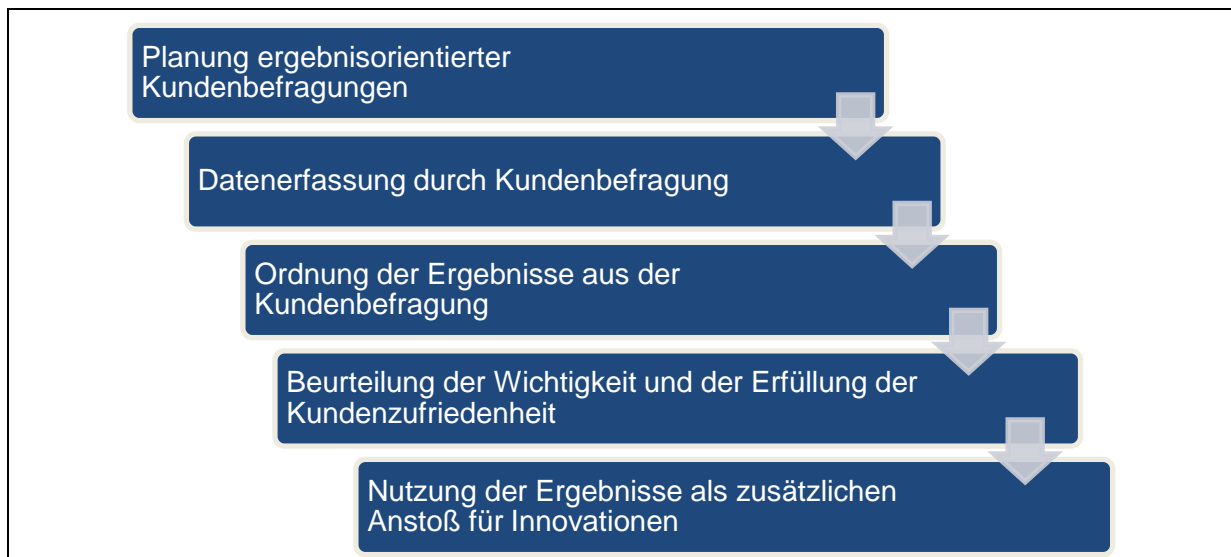 Planung ergebnisorientierter
Kundenbefragungen
Datenerfassung durch Kundenbefragung
Ordnung der Ergebnisse aus der
Kundenbefragung
Beurteilung der Wichtigkeit und der Erfüllung der
Kundenzufriedenheit
Nutzung der Ergebnisse als zusätzlichen
Anstoß für Innovationen